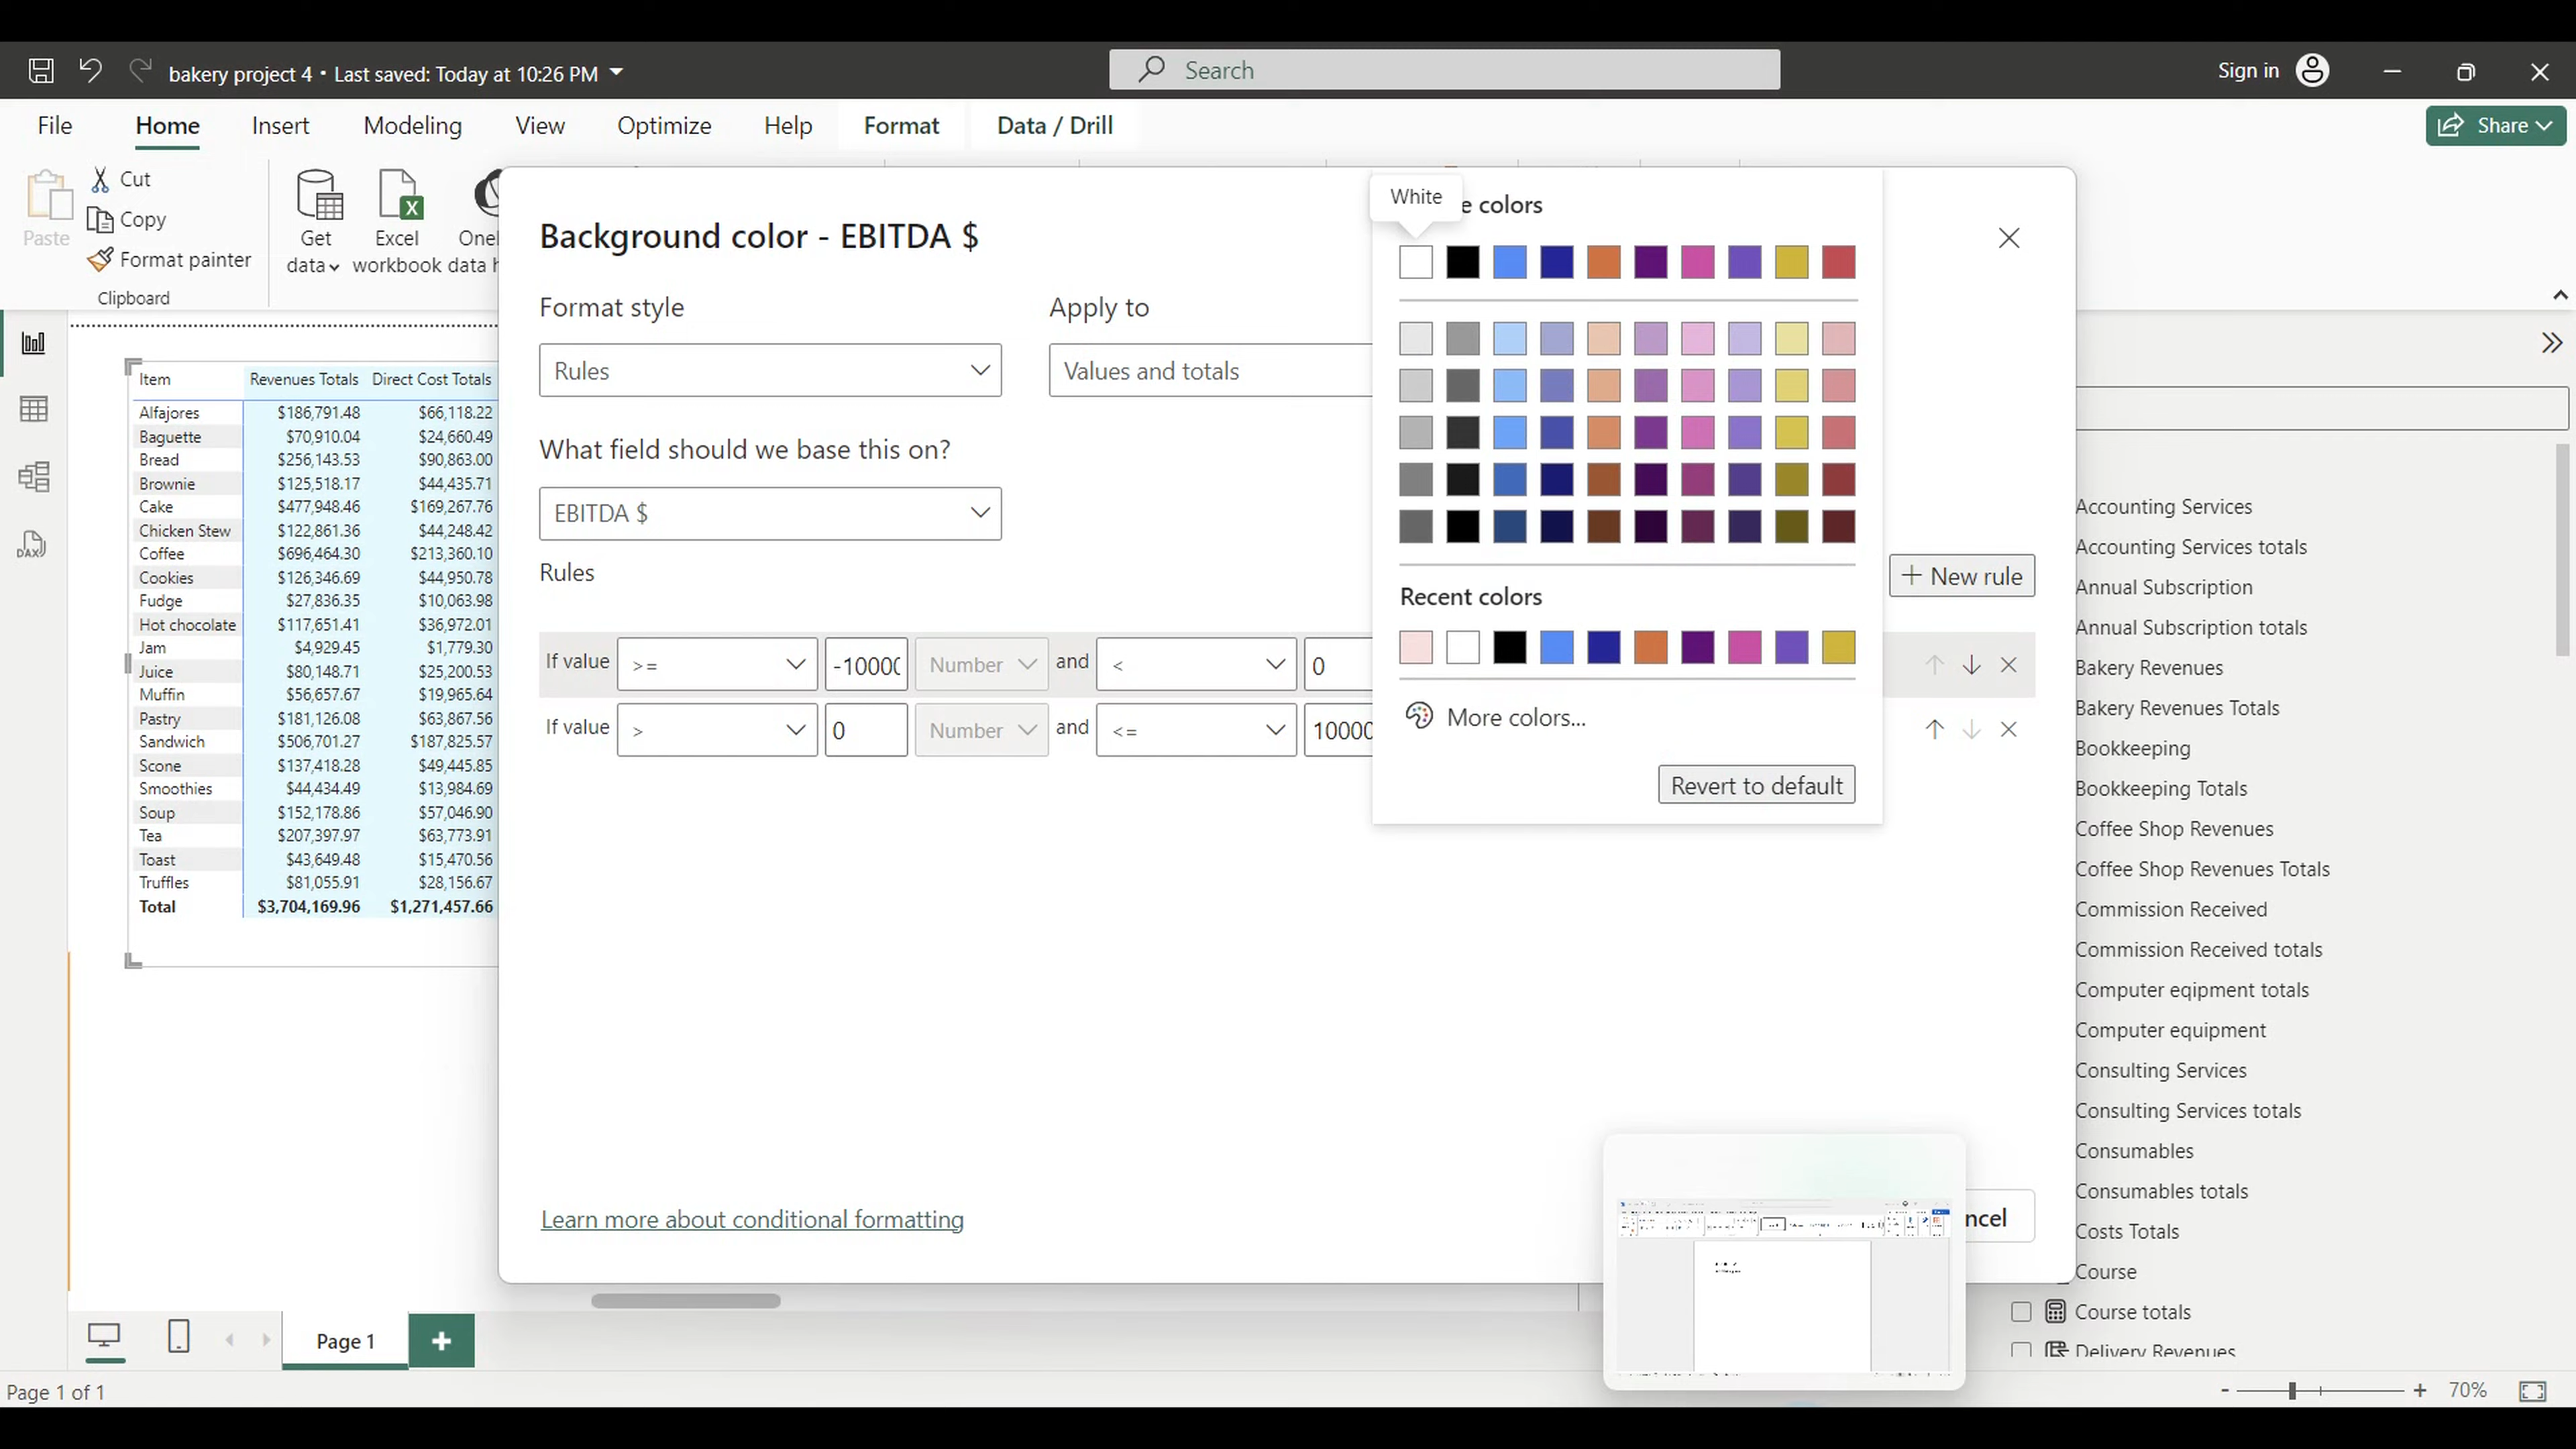 bakery project 4 • Last saved: Today at 10:26 PM
Search
Sign in
File Home Insert Modeling View Optimize Help Format Data / Drill
Share
Paste
Cut
Copy
Format painter
Clipboard
Get data
Excel workbook
OneL
data h
Item Revenues Totals Direct Cost Totals
Alfajores $186,791.48 $66,118.22
Baguette $70,910.04 $24,660.49
Bread $256,143.53 $90,863.00
Brownie $125,518.17 $44,435.71
Cake $477,948.46 $169,267.76
Chicken Stew $122,861.36 $44,248.42
Coffee $696,464.30 $213,360.10
Cookies $126,346.69 $44,950.78
Fudge $27,836.35 $10,063.98
Hot chocolate $117,651.41 $36,972.01
Jam $4,929.45 $1,779.30
Juice $80,148.71 $25,200.53
Muffin $56,657.67 $19,965.64
Pastry $181,126.08 $63,867.56
Sandwich $506,701.27 $187,825.57
Scone $137,418.28 $49,445.85
Smoothies $44,434.49 $13,984.69
Soup $152,178.86 $57,046.90
Tea $207,397.97 $63,773.91
Toast $43,649.48 $15,470.56
Truffles $81,055.91 $28,156.67
Total $3,704,169.96 $1,271,457.66
Background color - EBITDA $
Format style
Rules
Apply to
Values and totals
What field should we base this on?
EBITDA $
Rules
+ New rule
If value >= -1000 Number and < 0
If value > 0 Number and <= 1000
White
e colors
Recent colors
More colors...
Revert to default
Learn more about conditional formatting
ncel
Accounting Services
Accounting Services totals
Annual Subscription
Annual Subscription totals
Bakery Revenues
Bakery Revenues Totals
Bookkeeping
Bookkeeping Totals
Coffee Shop Revenues
Coffee Shop Revenues Totals
Commission Received
Commission Received totals
Computer eqipment totals
Computer equipment
Consulting Services
Consulting Services totals
Consumables
Consumables totals
Costs Totals
Course
Course totals
Delivery Revenues
DAX
Page 1
Page 1 of 1
- + 70%